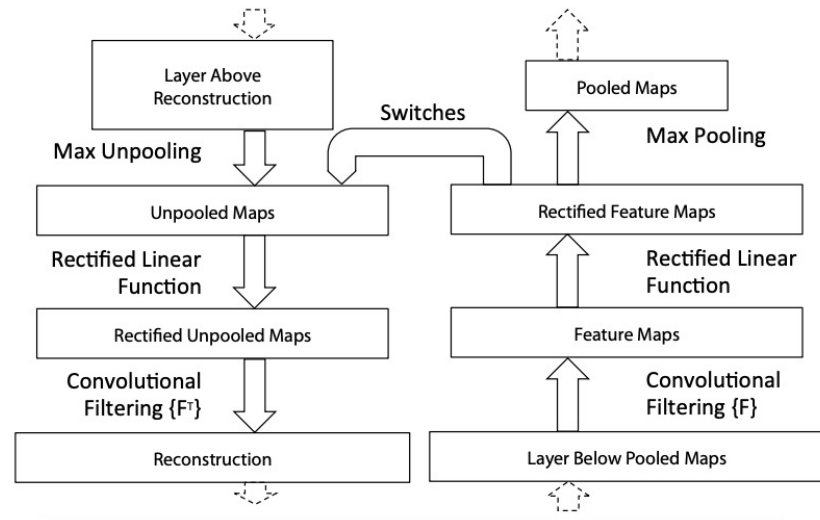 Layer Above
Reconstruction
Pooled Maps
Switches
Max Unpooling
Max Pooling
Unpooled Maps
Rectified Feature Maps
Rectified Linear
Function
Rectified Linear
Function
Rectified Unpooled Maps
Feature Maps
Convolutional
Filtering {Fᵀ}
Convolutional
Filtering {F}
Reconstruction
Layer Below Pooled Maps